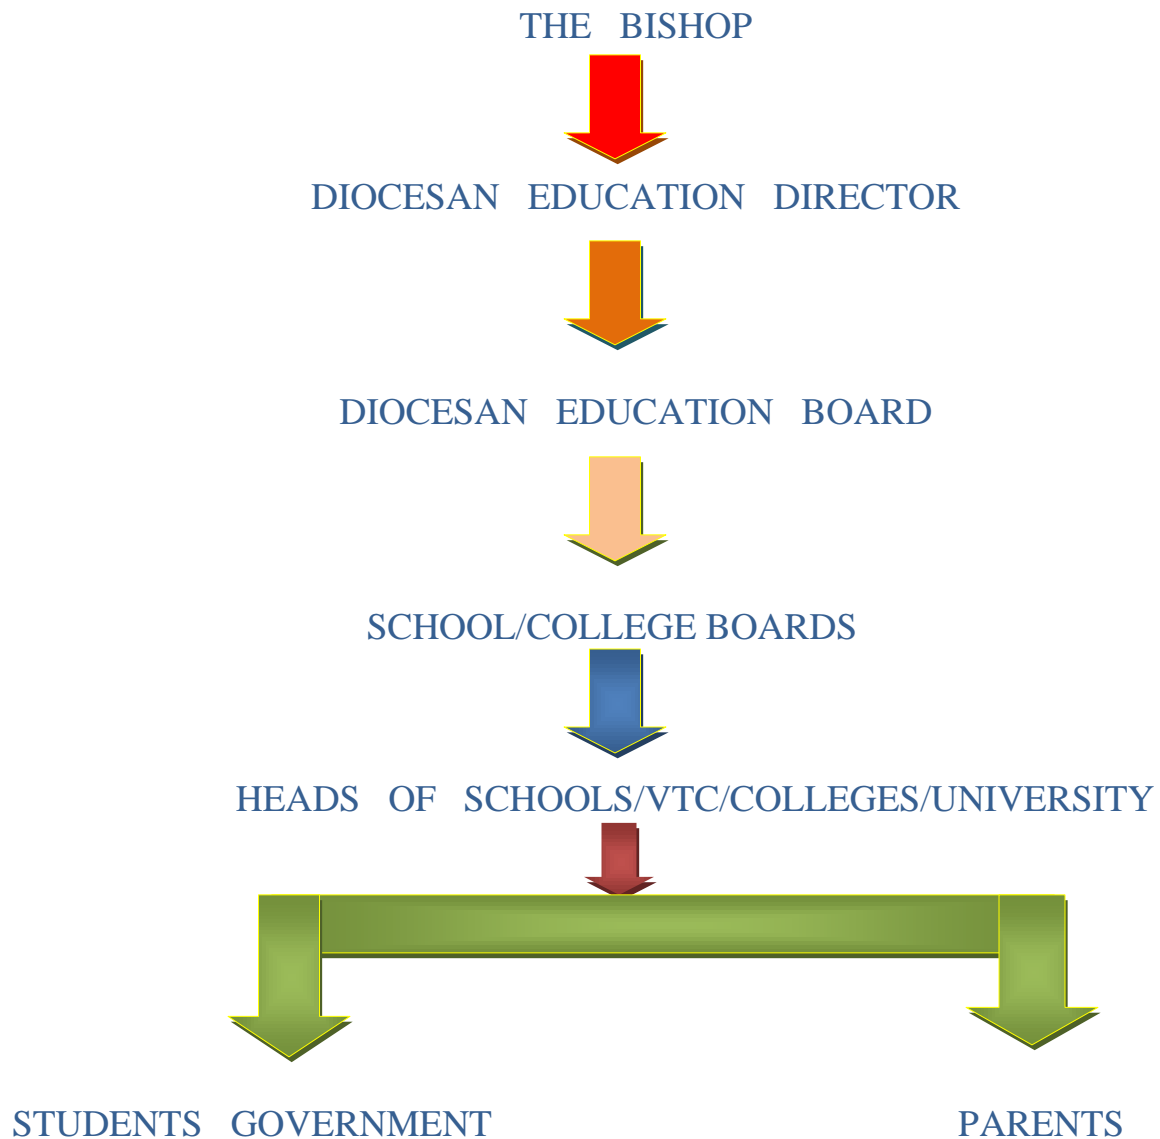 THE BISHOP
DIOCESAN EDUCATION DIRECTOR
DIOCESAN EDUCATION BOARD
SCHOOL/COLLEGE BOARDS
HEADS OF SCHOOLS/VTC/COLLEGES/UNIVERSITY
STUDENTS GOVERNMENT PARENTS